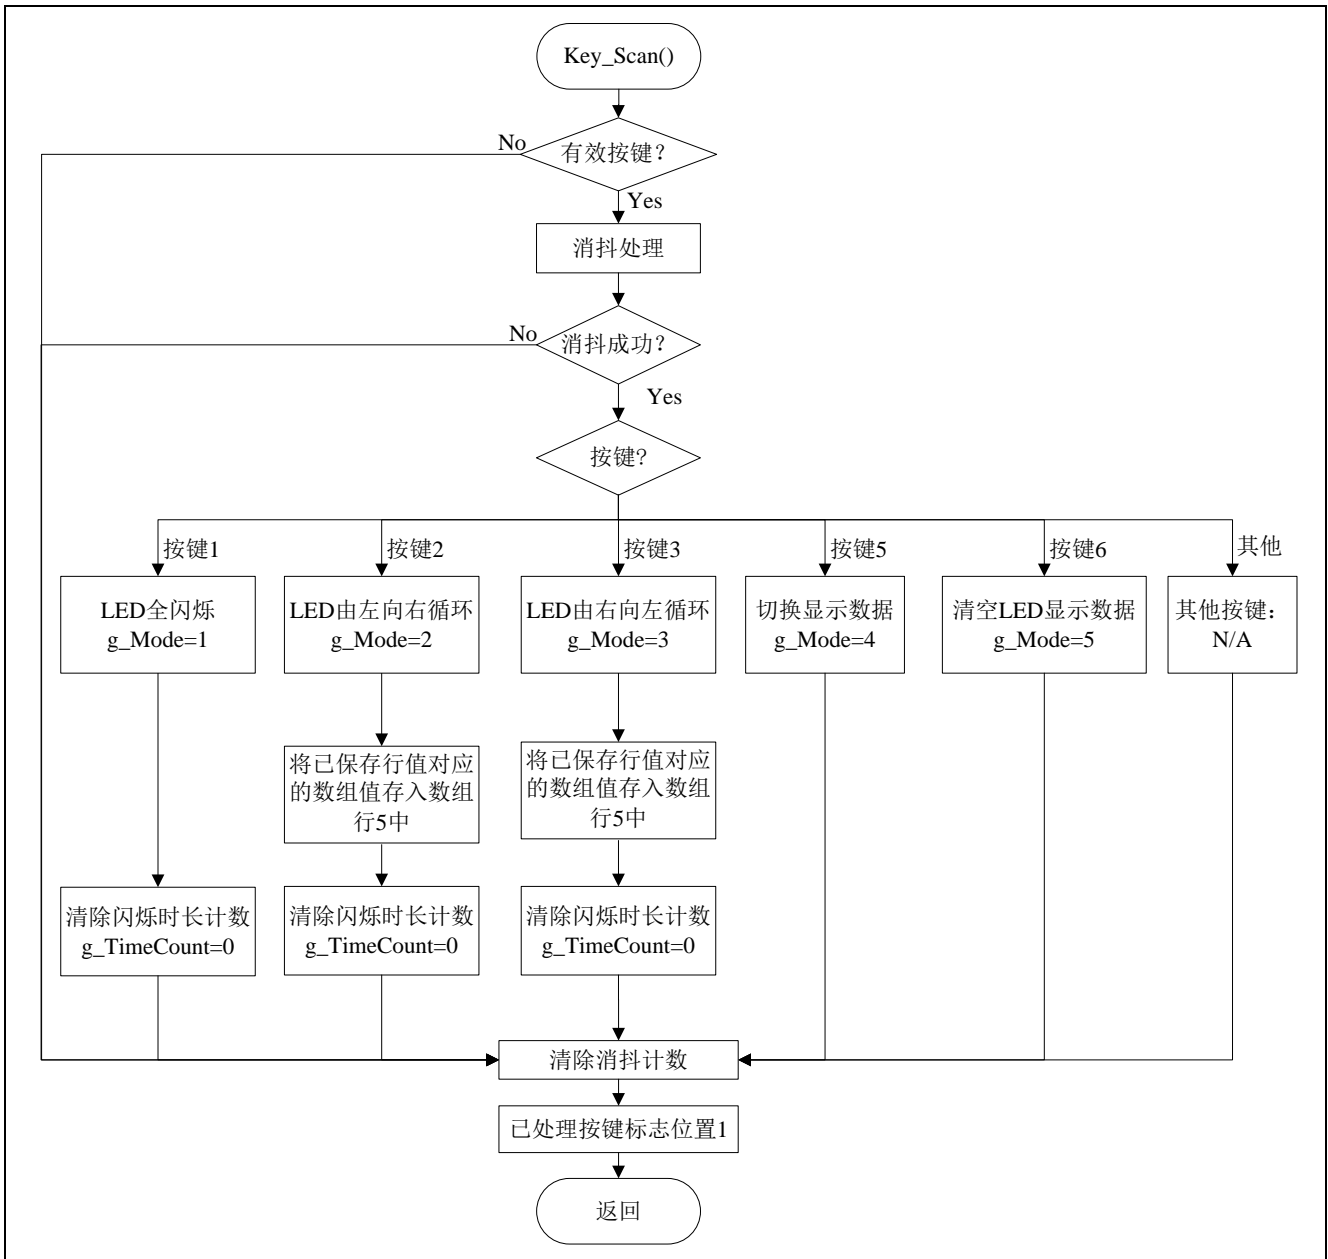 Key_Scan()
No
有效按键？
Yes
消抖处理
No
消抖成功？
Yes
按键?
按键1
按键2
按键3
按键5
按键6
其他
LED全闪烁
g_Mode=1
LED由左向右循环
g_Mode=2
LED由右向左循环
g_Mode=3
切换显示数据
g_Mode=4
清空LED显示数据
g_Mode=5
其他按键：
N/A
将已保存行值对应
的数组值存入数组
行5中
将已保存行值对应
的数组值存入数组
行5中
清除闪烁时长计数
g_TimeCount=0
清除闪烁时长计数
g_TimeCount=0
清除闪烁时长计数
g_TimeCount=0
清除消抖计数
已处理按键标志位置1
返回